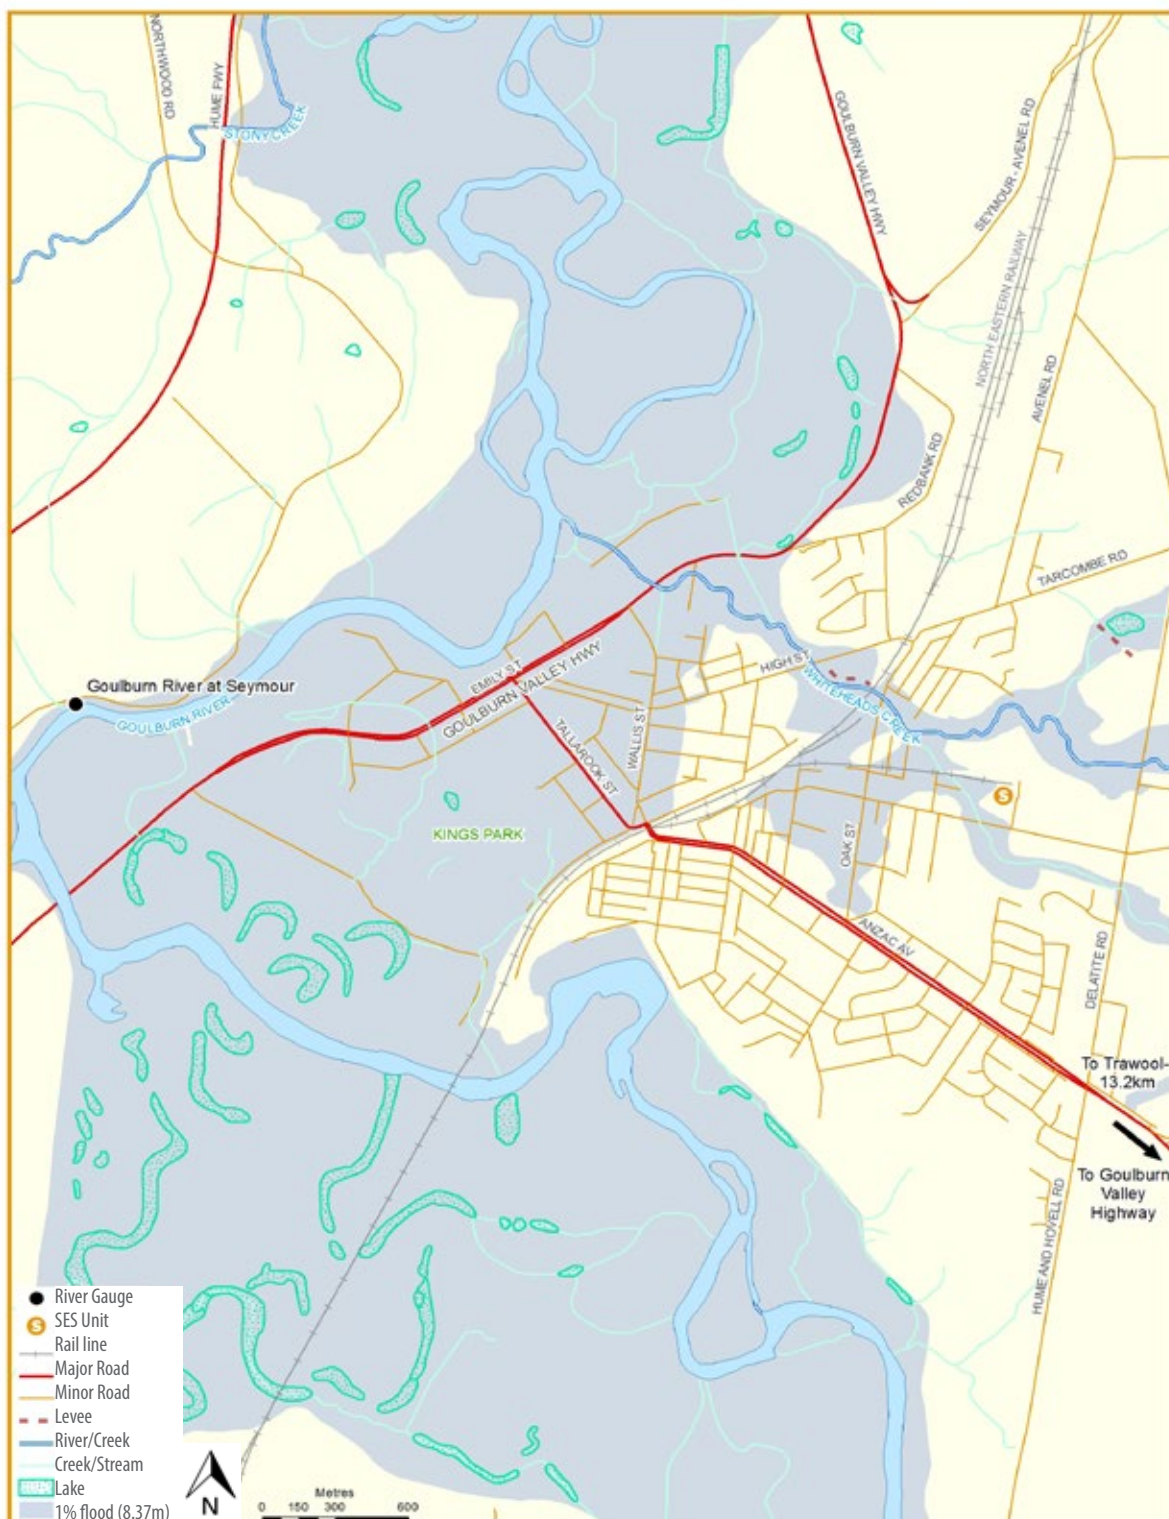 NORTHWOOD RD
HUME FWY
STONY CREEK
GOULBURN VALLEY HWY
SEYMOUR - AVENEL RD
NORTH EASTERN RAILWAY
AVENEL RD
REDBANK RD
TARCOMBE RD
HIGH ST
WHITEHEADS CREEK
Goulburn River at Seymour
GOULBURN RIVER
EMILY ST
GOULBURN VALLEY HWY
TALLAROOK ST
WALLIS ST
KINGS PARK
OAK ST
S
ANZAC AV
DELATITE RD
To Trawool-
13.2km
To Goulburn
Valley
Highway
HUME AND HOVELL RD
River Gauge
S
SES Unit
Rail line
Major Road
Minor Road
Levee
River/Creek
Creek/Stream
Lake
1% flood (8.37m)
N
Metres
0 150 300 600